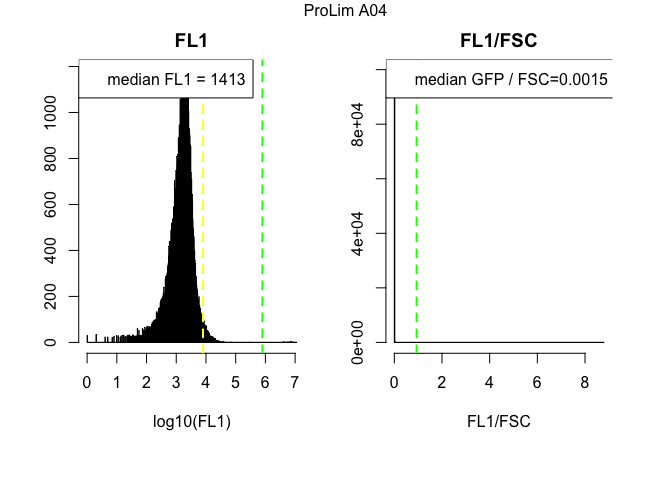 ProLim A04
FL1
median FL1 = 1413
0
200
400
600
800
1000
0 1 2 3 4 5 6 7
log10(FL1)
FL1/FSC
median GFP / FSC=0.0015
0e+00
4e+04
8e+04
0 2 4 6 8
FL1/FSC